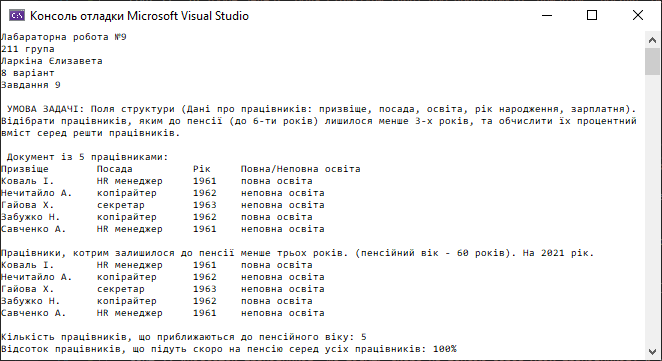 Консоль отладки Microsoft Visual Studio
Лабараторна робота №9
211 група
Ларкіна Єлизавета
8 варіант
Завдання 9
УМОВА ЗАДАЧІ: Поля структури (Дані про працівників: призвіще, посада, освіта, рік народження, зарплатня).
Відібрати працівників, яким до пенсії (до 6-ти років) лишилося менше 3-х років, та обчислити їх процентний
вміст серед решти працівників.
Документ із 5 працівниками:
Призвіще Посада Рік Повна/Неповна освіта
Коваль І. HR менеджер 1961 повна освіта
Нечитайло А. копірайтер 1962 неповна освіта
Гайова Х. секретар 1963 неповна освіта
Забужко Н. копірайтер 1962 повна освіта
Савченко А. HR менеджер 1961 неповна освіта
Працівники, котрим залишилося до пенсії менше трьох років. (пенсійний вік - 60 років). На 2021 рік.
Коваль І. HR менеджер 1961 повна освіта
Нечитайло А. копірайтер 1962 неповна освіта
Гайова Х. секретар 1963 неповна освіта
Забужко Н. копірайтер 1962 повна освіта
Савченко А. HR менеджер 1961 неповна освіта
Кількість працівників, що приближаються до пенсійного віку: 5
Відсоток працівників, що підуть скоро на пенсію серед усіх працівників: 100%